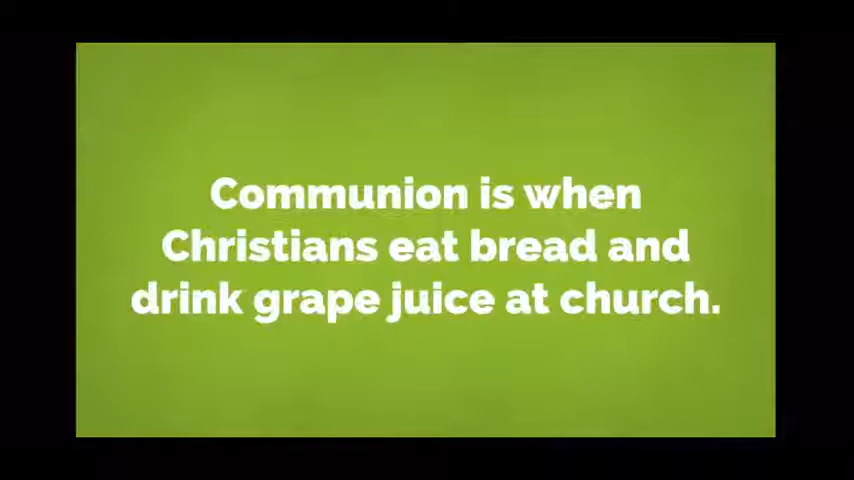 Communion is when
Christians eat bread and
drink grape juice at church.